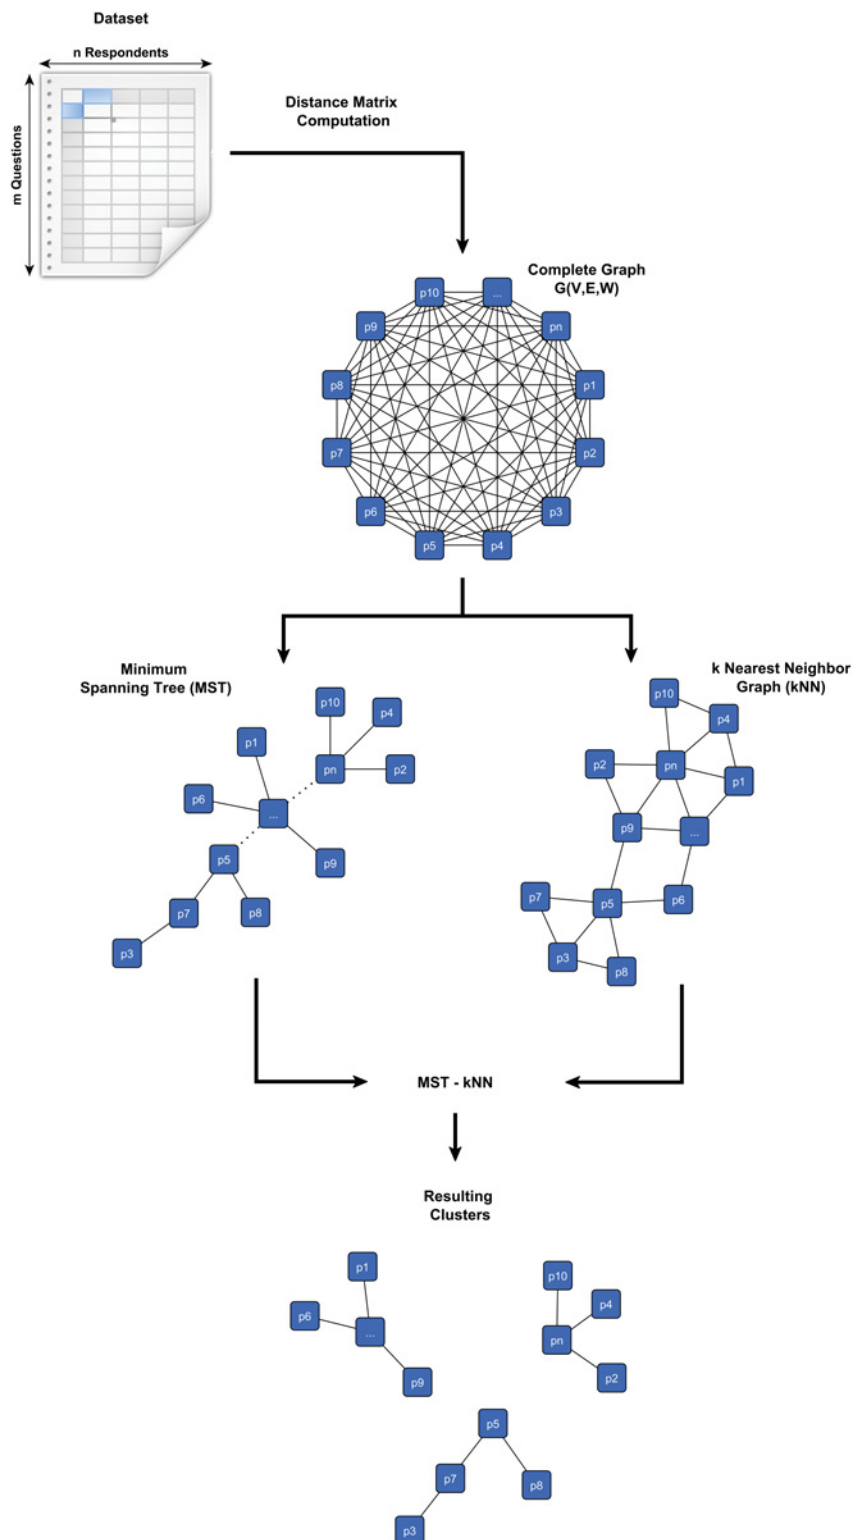 Dataset
n Respondents
m Questions
Distance Matrix
Computation
Complete Graph
G(V,E,W)
p10
...
p9
pn
p8
p1
p7
p2
p6
p3
p5
p4
Minimum
Spanning Tree (MST)
p10
p4
p1
pn
p2
p6
...
p5
p9
p7
p8
p3
k Nearest Neighbor
Graph (kNN)
p10
p4
p2
pn
p1
p9
...
p7
p5
p6
p3
p8
MST - kNN
Resulting
Clusters
p1
p6
...
p9
p10
p4
pn
p2
p5
p7
p8
p3